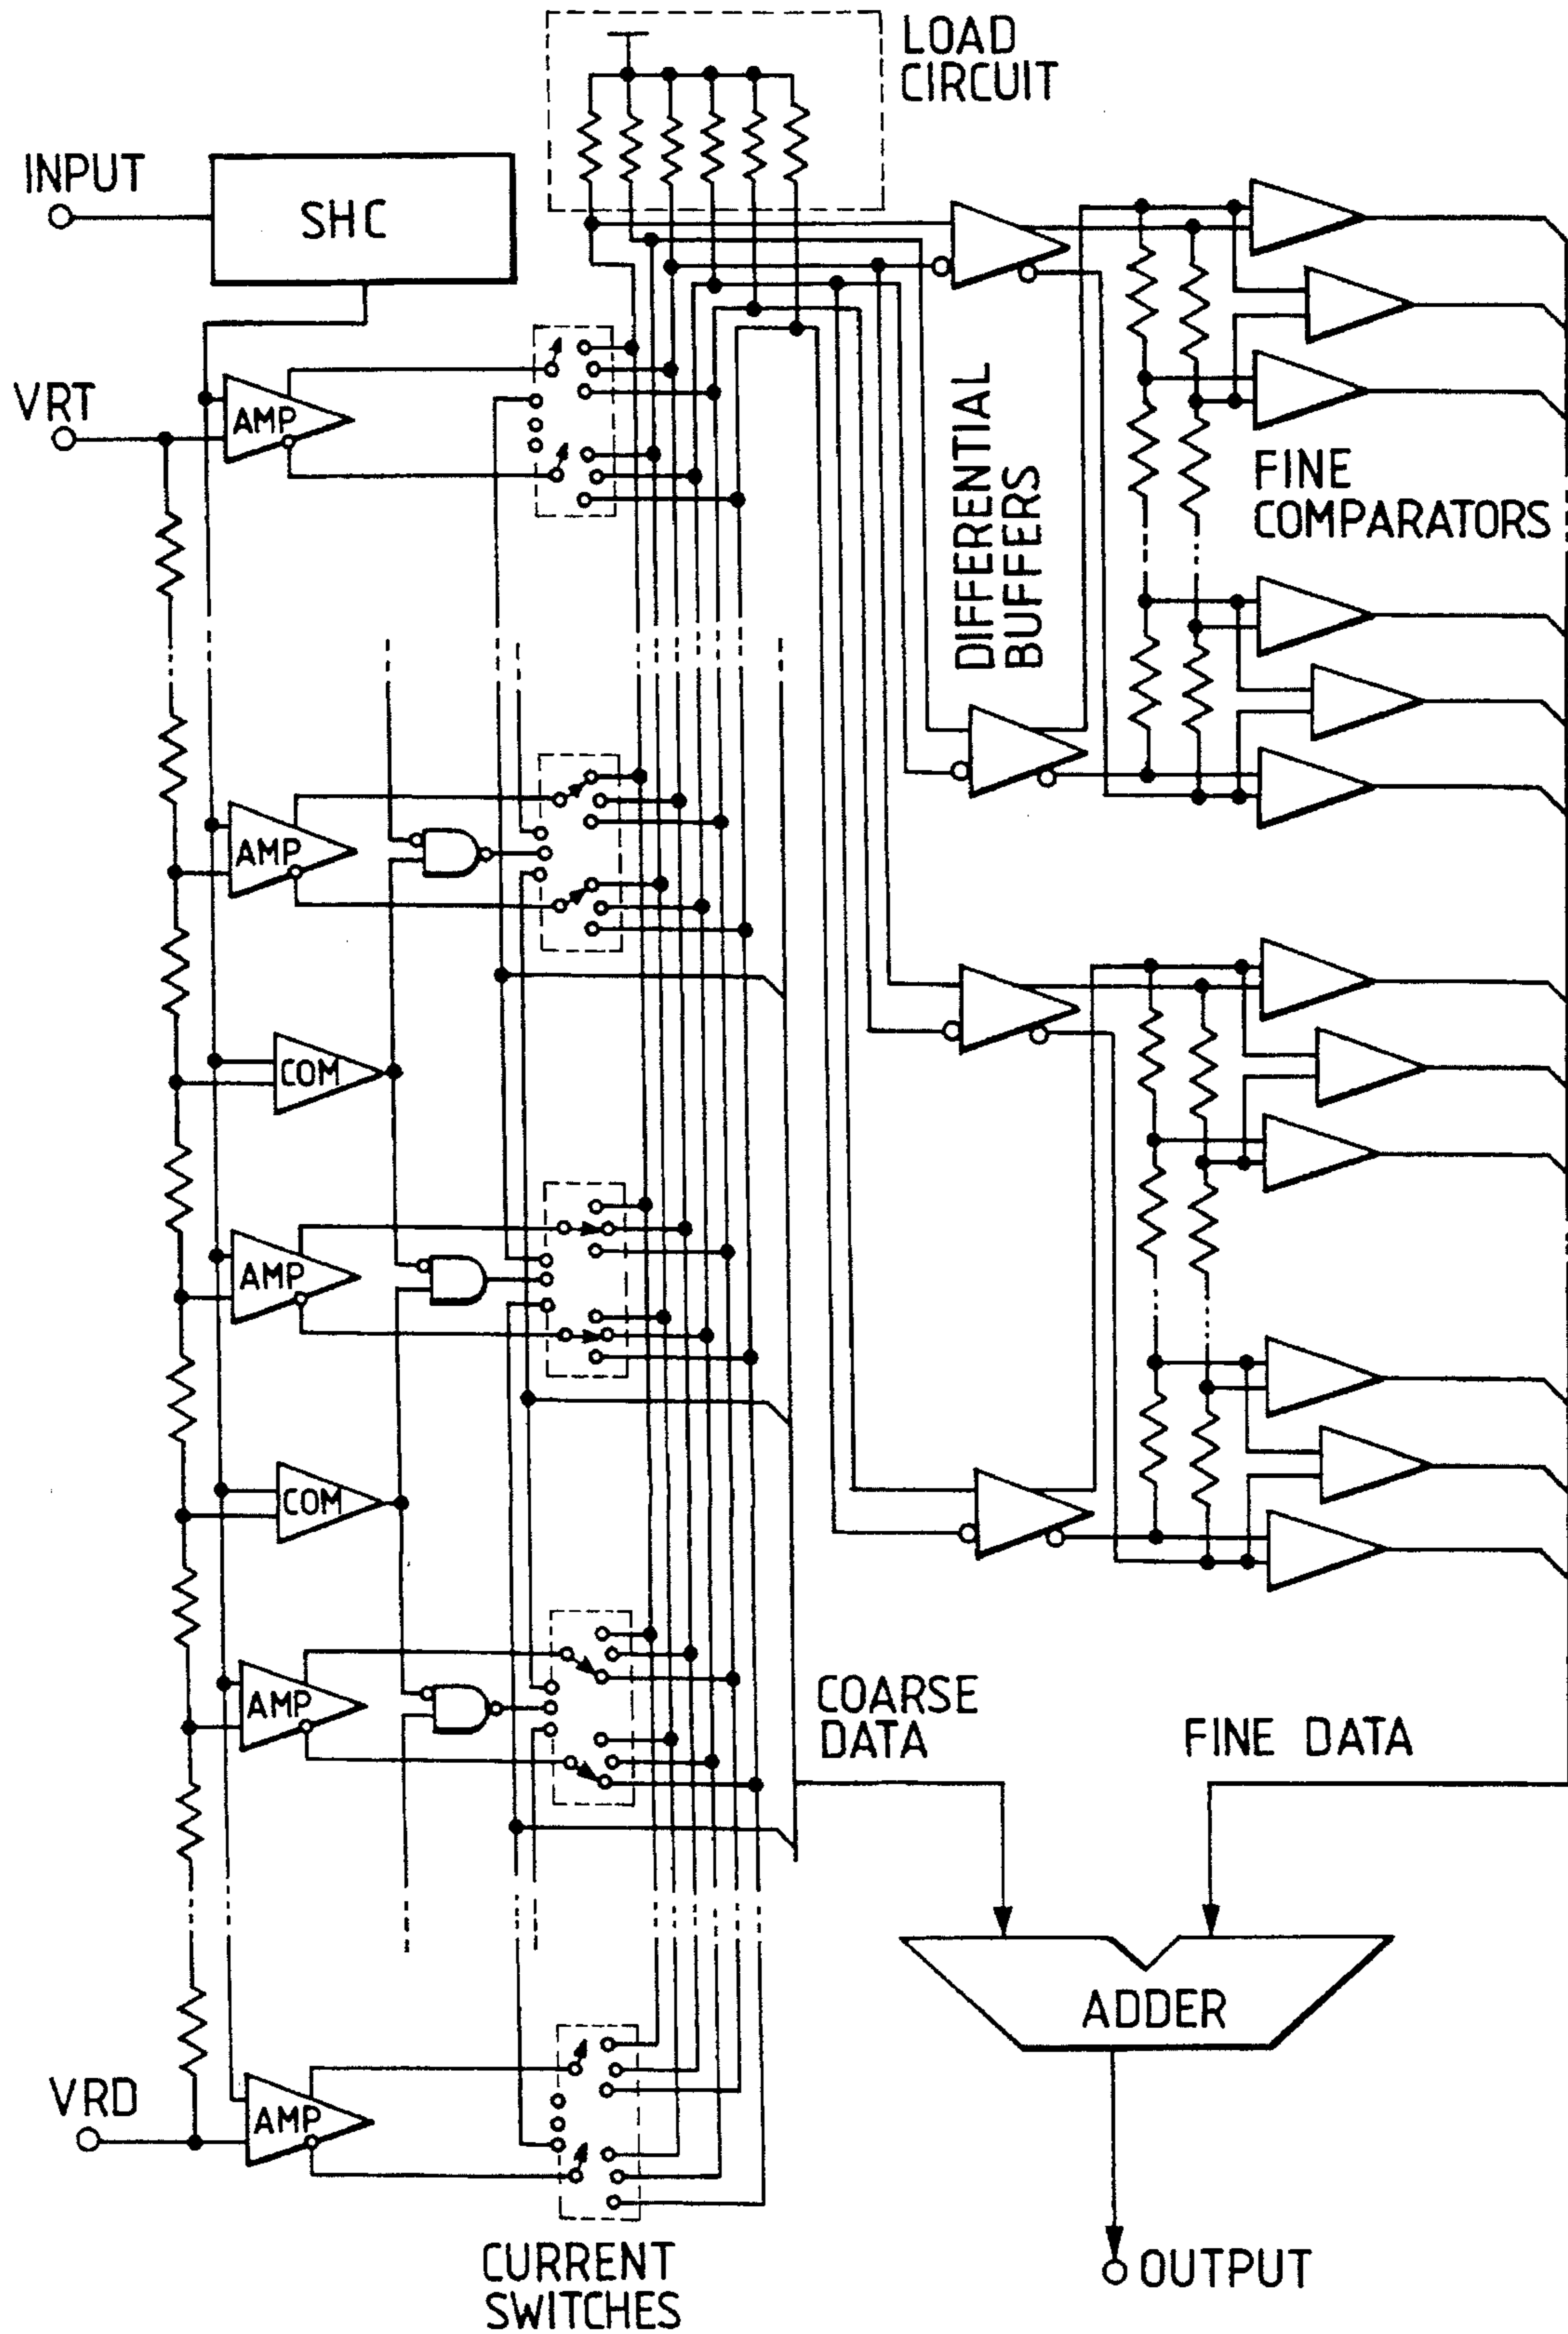 LOAD
CIRCUIT
INPUT
SHC
VRT
AMP
DIFFERENTIAL
BUFFERS
FINE
COMPARATORS
AMP
COM
AMP
COM
AMP
COARSE
DATA
FINE DATA
ADDER
VRD
AMP
CURRENT
SWITCHES
OUTPUT